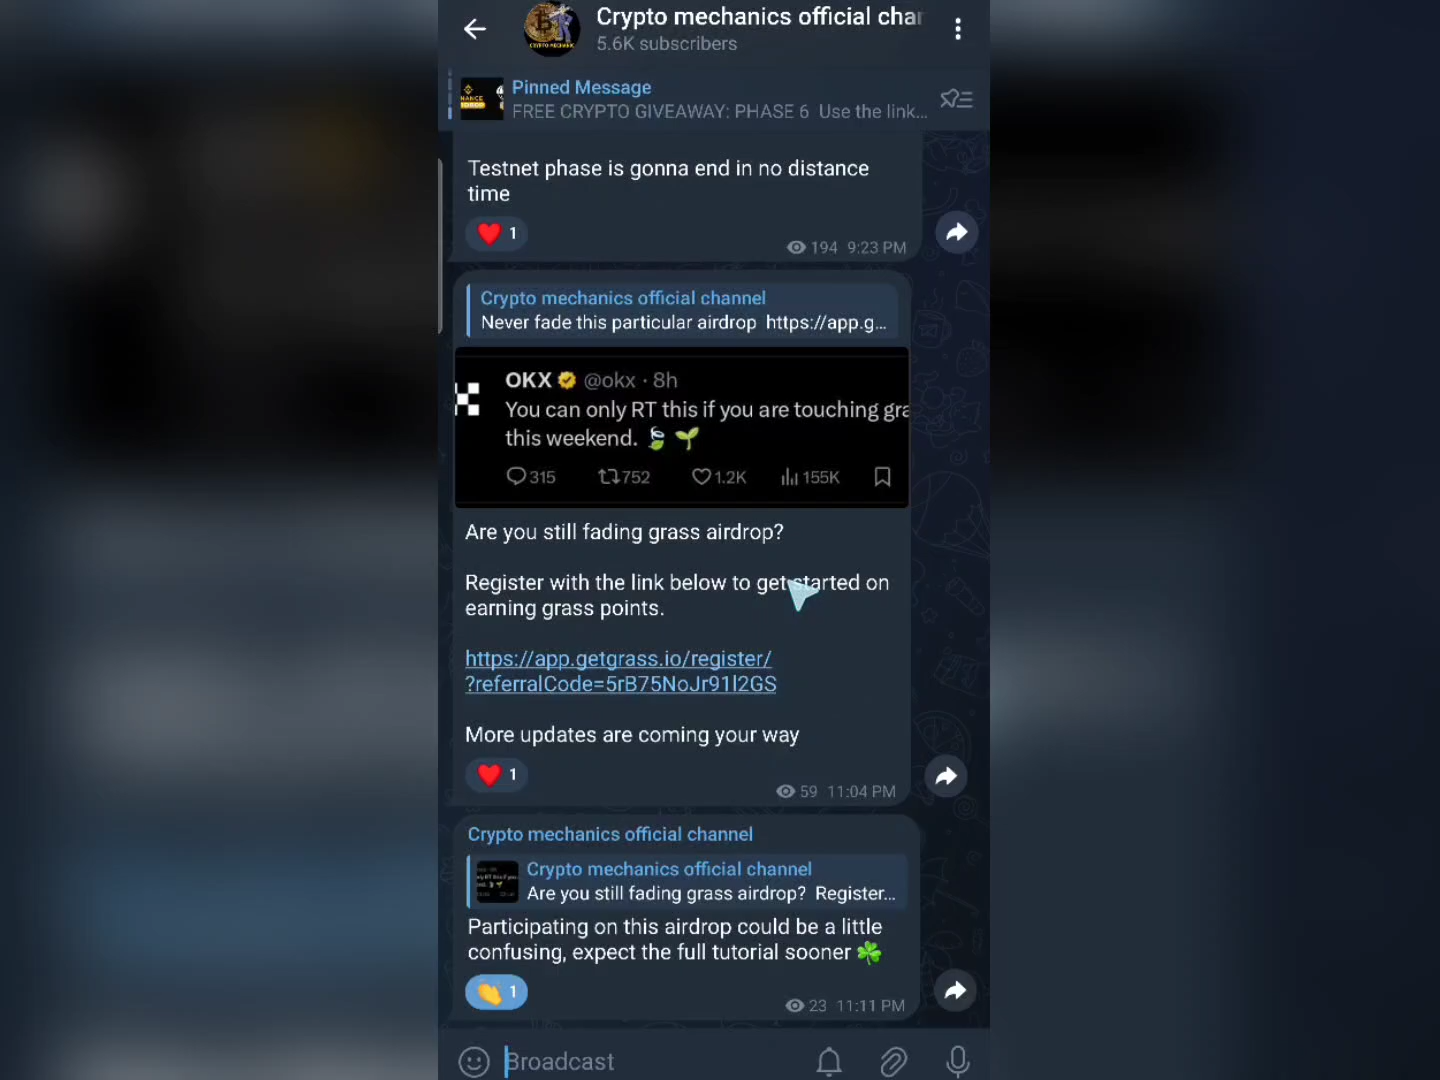 Crypto mechanics official char
5.6K subscribers
Pinned Message
FREE CRYPTO GIVEAWAY: PHASE 6 Use the link...
Testnet phase is gonna end in no distance
time
❤️ 1
194 9:23 PM
Crypto mechanics official channel
Never fade this particular airdrop https://app.g...
OKX @okx · 8h
You can only RT this if you are touching gra
this weekend. 🍃 🌱
315 752 1.2K 155K
Are you still fading grass airdrop?
Register with the link below to get started on
earning grass points.
https://app.getgrass.io/register/
?referralCode=5rB75NoJr91l2GS
More updates are coming your way
❤️ 1
59 11:04 PM
Crypto mechanics official channel
Crypto mechanics official channel
Are you still fading grass airdrop? Register...
Participating on this airdrop could be a little
confusing, expect the full tutorial sooner ☘️
👏 1
23 11:11 PM
Broadcast